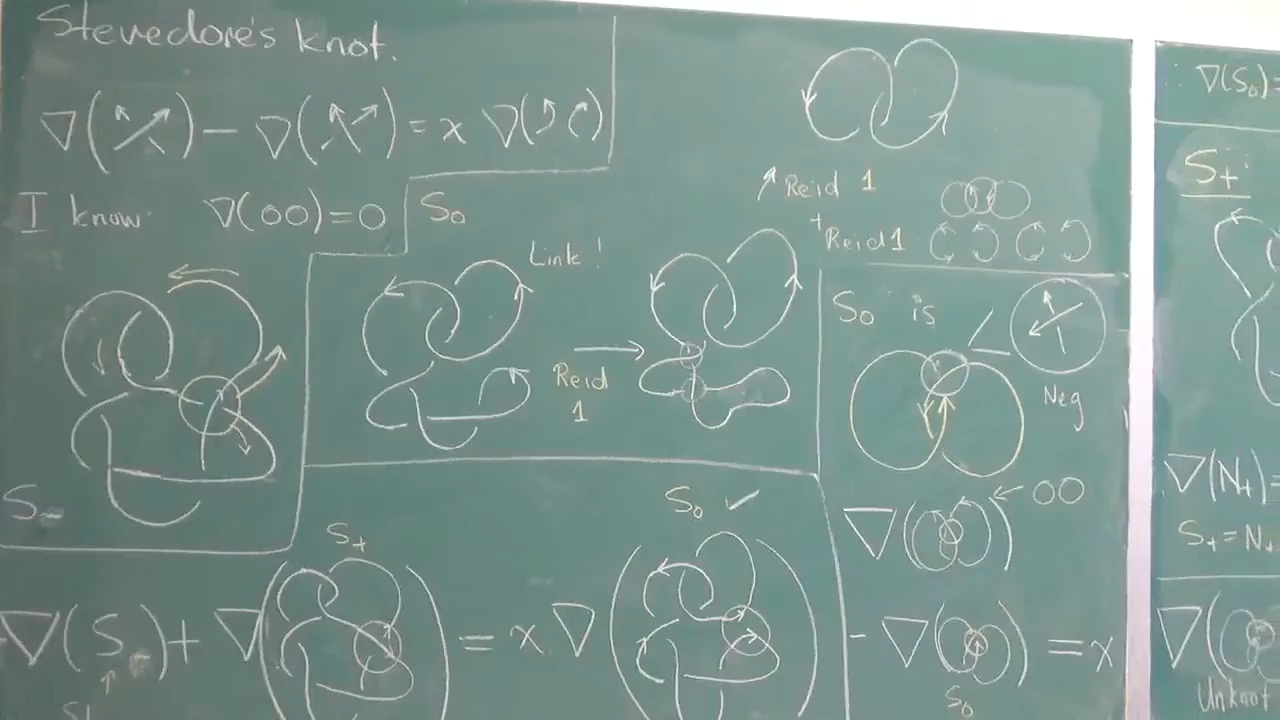 Stevedore's knot.
∇( ) − ∇( ) = x ∇( )
I know: ∇(OO) = O
S₀
Link!
Reid 1
↗ Reid 1
+ Reid 1
S₀ is
Neg
S₋
∇( ) ← OO
S₊
S₀ ✓
∇(S₋) + ∇( ) = x ∇( )
− ∇( ) = x
S₀
∴ ∇(S₀) =
S₊:
∇(N₊) =
S₊ = N₊
∇(
Unknot